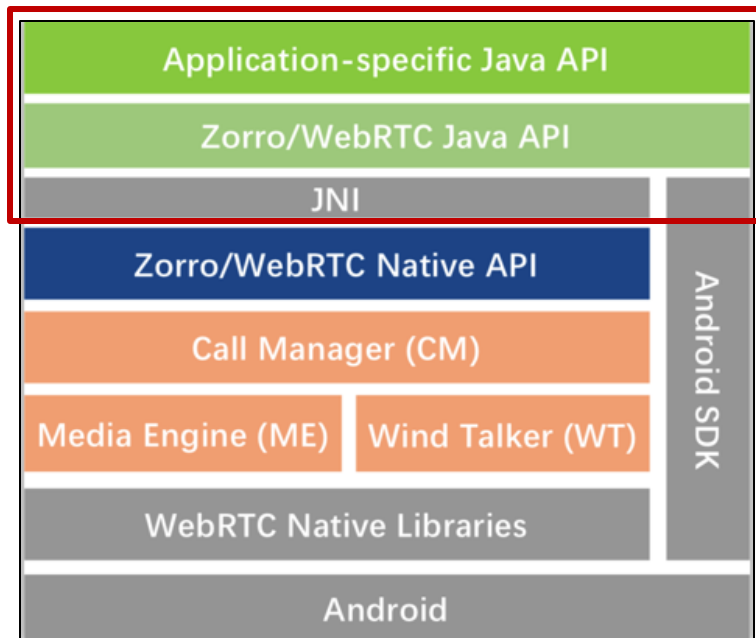 Application-specific Java API
Zorro/WebRTC Java API
JNI
Zorro/WebRTC Native API
Call Manager (CM)
Media Engine (ME)
Wind Talker (WT)
Android SDK
WebRTC Native Libraries
Android